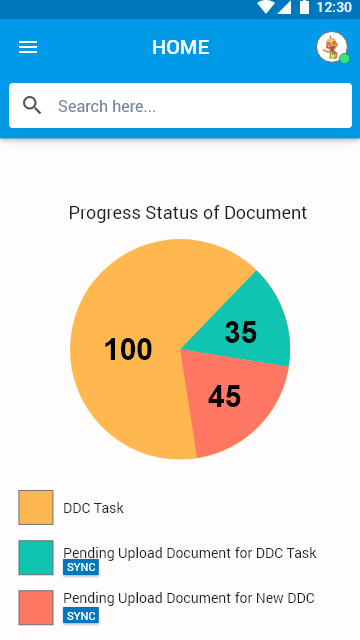 12:30
HOME
Search here...
Progress Status of Document
100
35
45
DDC Task
Pending Upload Document for DDC Task
SYNC
Pending Upload Document for New DDC
SYNC